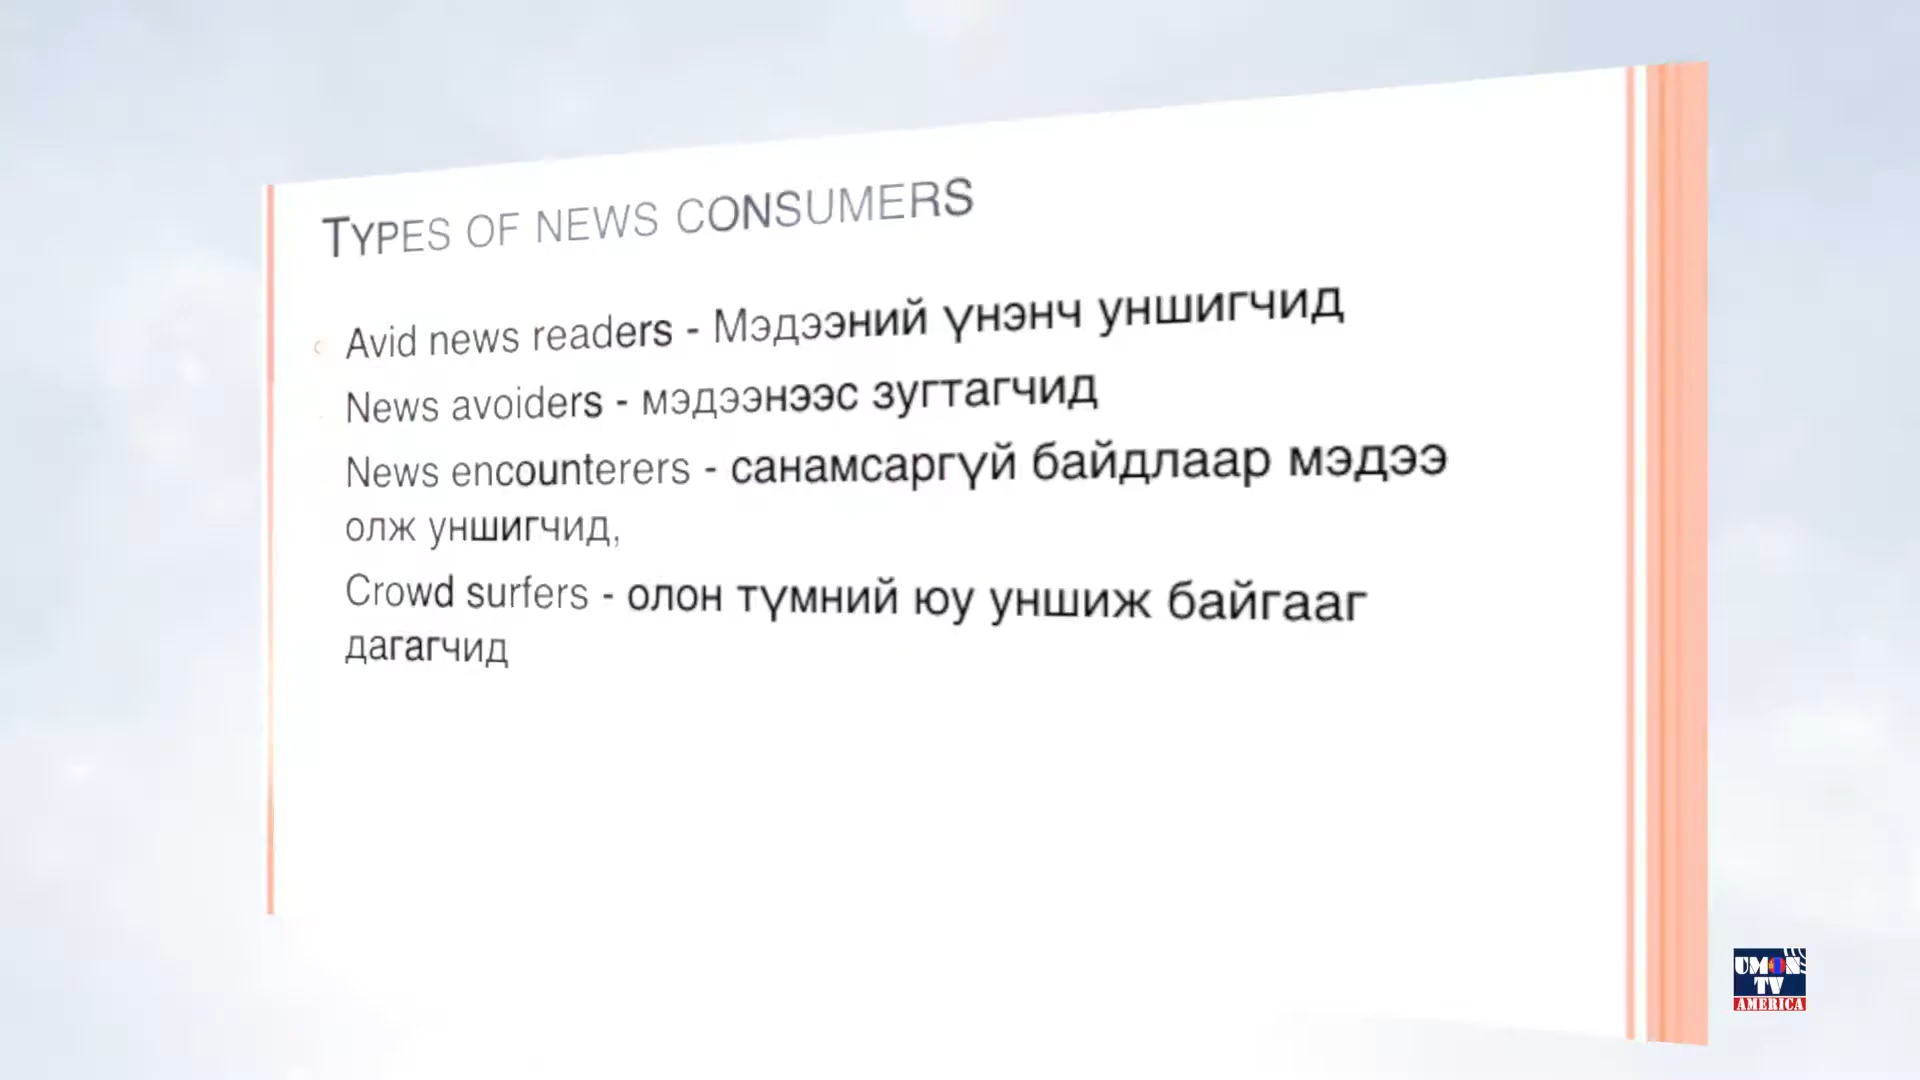 TYPES OF NEWS CONSUMERS
Avid news readers - Мэдээний үнэнч уншигчид
News avoiders - мэдээнээс зугтагчид
News encounterers - санамсаргүй байдлаар мэдээ
олж уншигчид,
Crowd surfers - олон түмний юу уншиж байгааг
дагагчид
UMON
TV
AMERICA